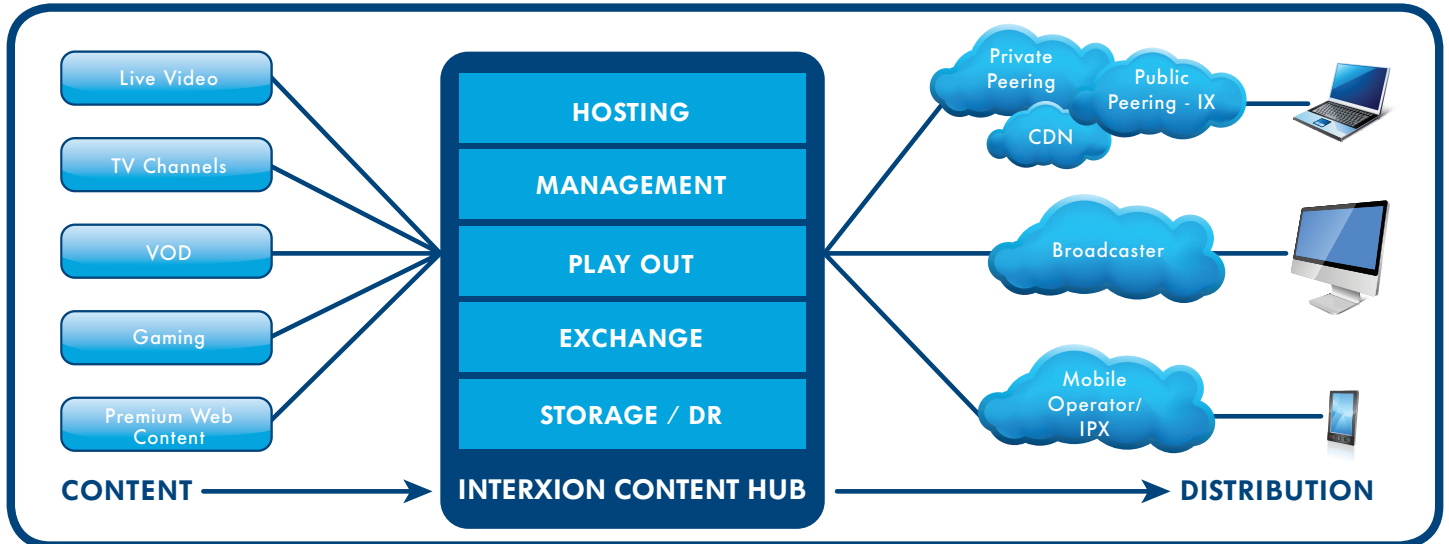 Live Video
TV Channels
VOD
Gaming
Premium Web
Content
CONTENT
HOSTING
MANAGEMENT
PLAY OUT
EXCHANGE
STORAGE / DR
INTERXION CONTENT HUB
Private
Peering
Public
Peering - IX
CDN
Broadcaster
Mobile
Operator/
IPX
DISTRIBUTION